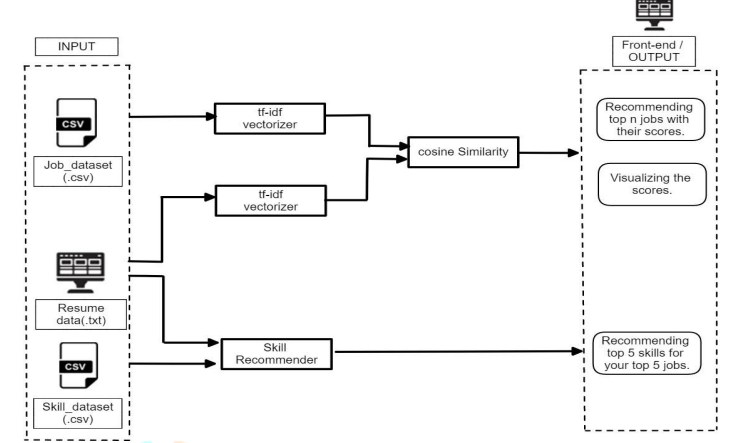 INPUT
Front-end /
OUTPUT
CSV
Job_dataset
(.csv)
tf-idf
vectorizer
tf-idf
vectorizer
cosine Similarity
Recommending
top n jobs with
their scores.
Visualizing the
scores.
Resume
data(.txt)
CSV
Skill_dataset
(.csv)
Skill
Recommender
Recommending
top 5 skills for
your top 5 jobs.